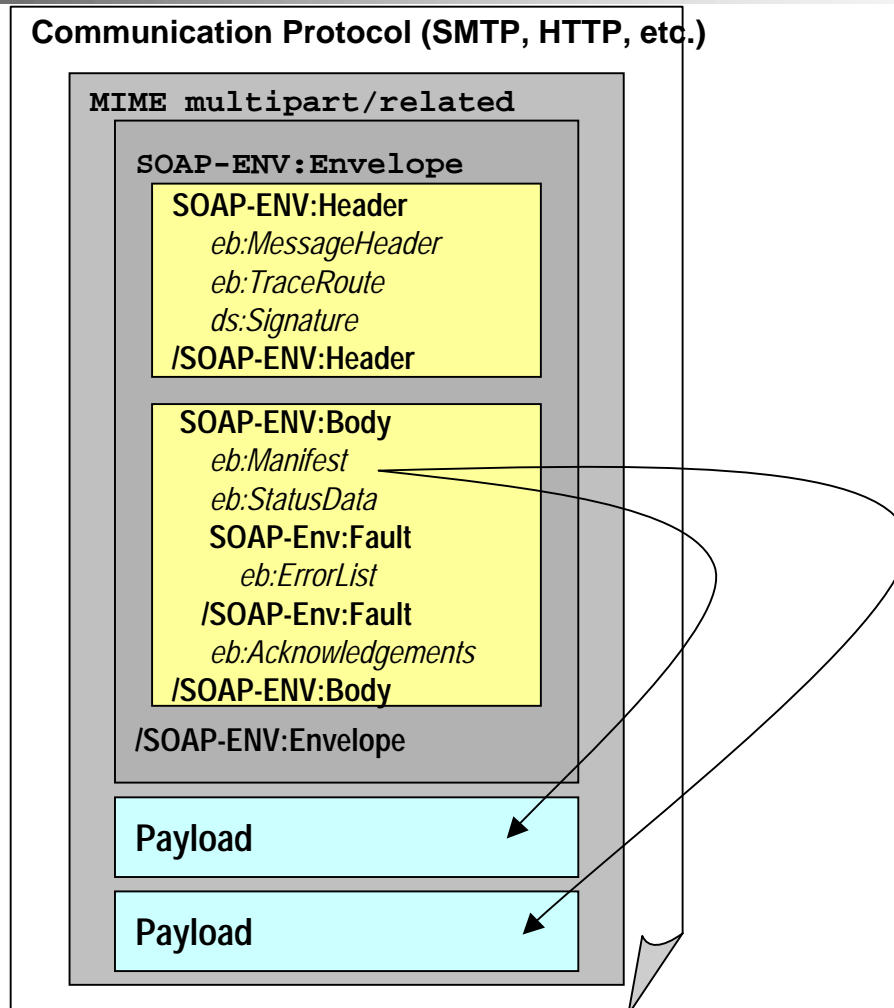 Communication Protocol (SMTP, HTTP, etc.)
MIME multipart/related
SOAP-ENV:Envelope
SOAP-ENV:Header
eb:MessageHeader
eb:TraceRoute
ds:Signature
/SOAP-ENV:Header
SOAP-ENV:Body
eb:Manifest
eb:StatusData
SOAP-Env:Fault
eb:ErrorList
/SOAP-Env:Fault
eb:Acknowledgements
/SOAP-ENV:Body
/SOAP-ENV:Envelope
Payload
Payload